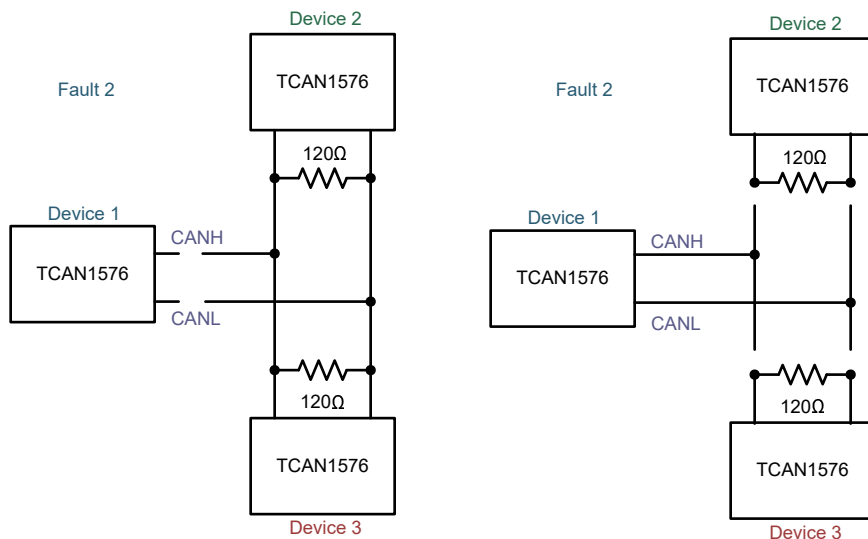 Device 2
TCAN1576
Fault 2
120Ω
Device 1
CANH
TCAN1576
CANL
120Ω
TCAN1576
Device 3
Device 2
TCAN1576
Fault 2
120Ω
Device 1
CANH
TCAN1576
CANL
120Ω
TCAN1576
Device 3